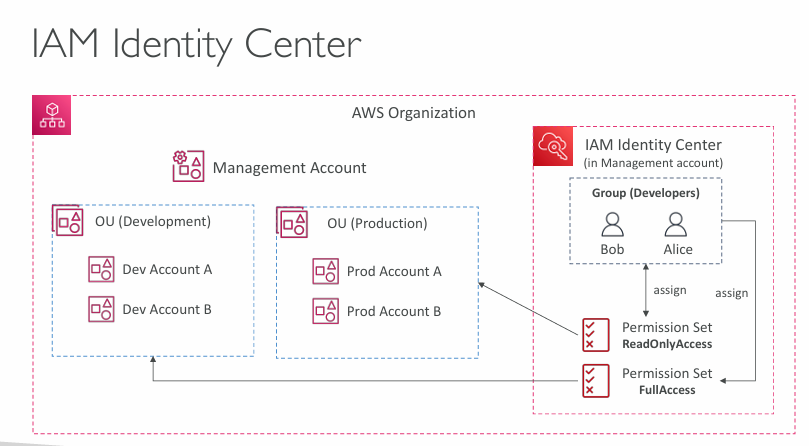 IAM Identity Center
AWS Organization
Management Account
OU (Development)
Dev Account A
Dev Account B
OU (Production)
Prod Account A
Prod Account B
IAM Identity Center
(in Management account)
Group (Developers)
Bob
Alice
assign
assign
Permission Set
ReadOnlyAccess
Permission Set
FullAccess